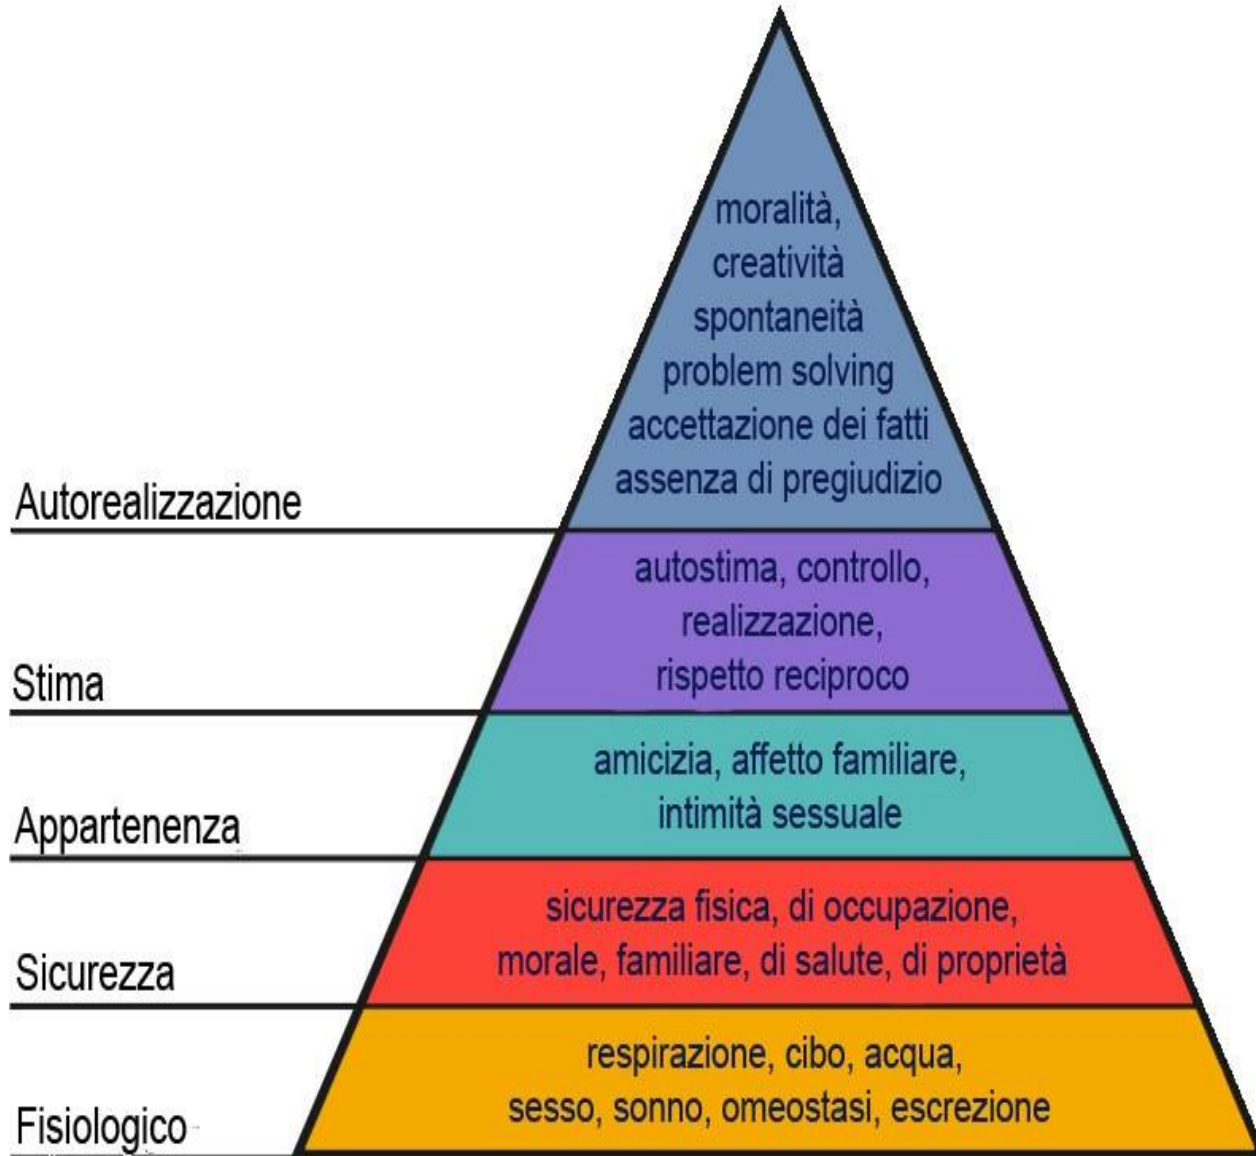 moralità,
creatività
spontaneità
problem solving
accettazione dei fatti
assenza di pregiudizio
Autorealizzazione
autostima, controllo,
realizzazione,
rispetto reciproco
Stima
amicizia, affetto familiare,
intimità sessuale
Appartenenza
sicurezza fisica, di occupazione,
morale, familiare, di salute, di proprietà
Sicurezza
respirazione, cibo, acqua,
sesso, sonno, omeostasi, escrezione
Fisiologico